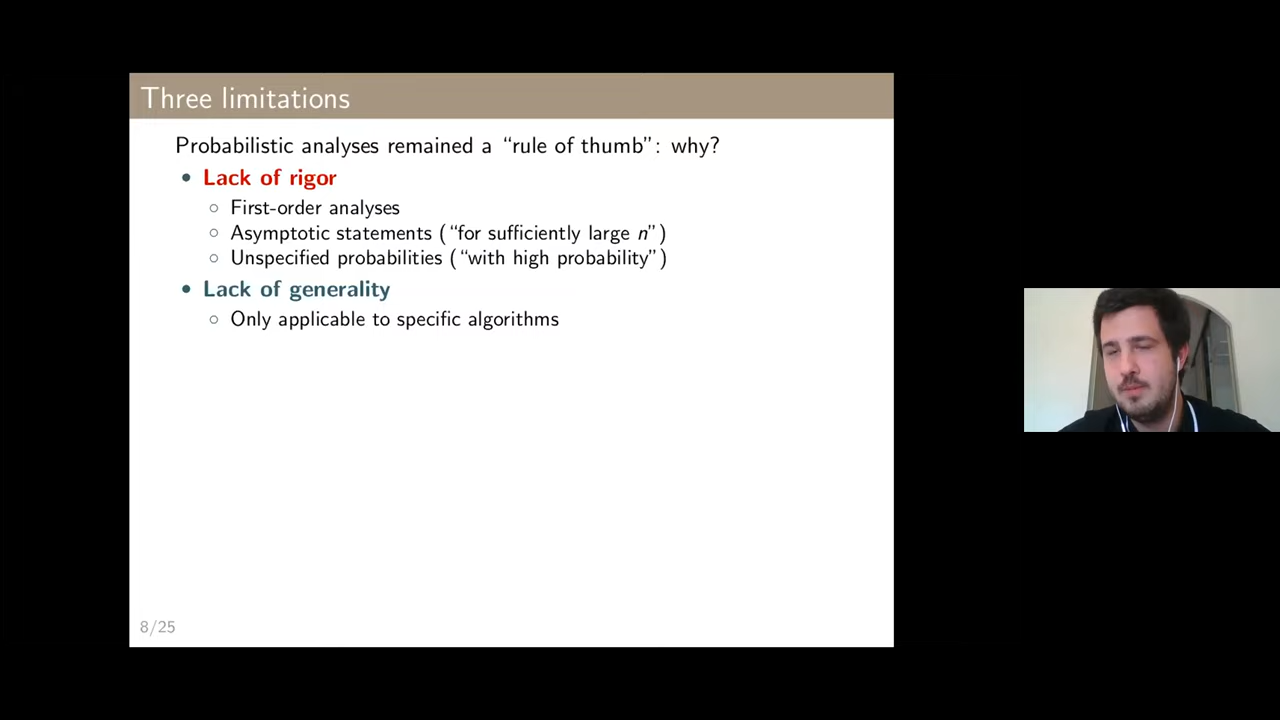 Three limitations
Probabilistic analyses remained a “rule of thumb”: why?
• Lack of rigor
○ First-order analyses
○ Asymptotic statements (“for sufficiently large n”)
○ Unspecified probabilities (“with high probability”)
• Lack of generality
○ Only applicable to specific algorithms
8/25